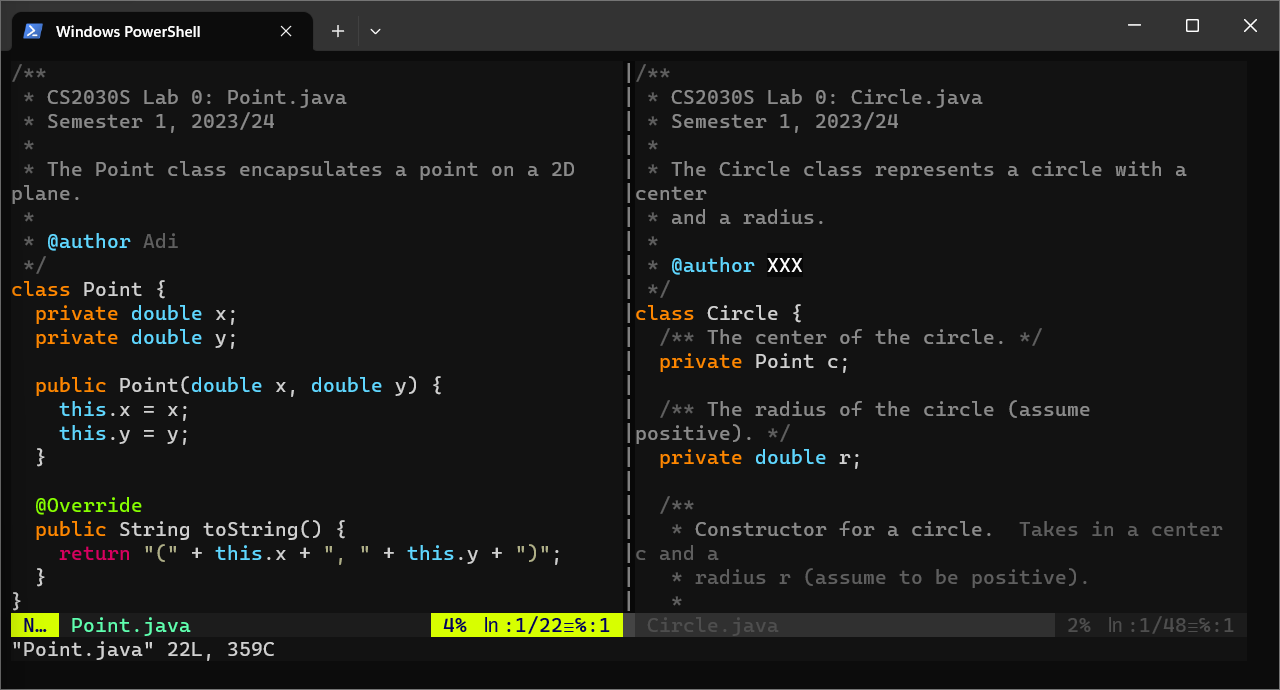 Windows PowerShell
/**
 * CS2030S Lab 0: Point.java
 * Semester 1, 2023/24
 *
 * The Point class encapsulates a point on a 2D
plane.
 *
 * @author Adi
 */
class Point {
  private double x;
  private double y;

  public Point(double x, double y) {
    this.x = x;
    this.y = y;
  }

  @Override
  public String toString() {
    return "(" + this.x + ", " + this.y + ")";
  }
}
N… Point.java 4% ln :1/22≡%:1
/**
 * CS2030S Lab 0: Circle.java
 * Semester 1, 2023/24
 *
 * The Circle class represents a circle with a
center
 * and a radius.
 *
 * @author XXX
 */
class Circle {
  /** The center of the circle. */
  private Point c;

  /** The radius of the circle (assume
positive). */
  private double r;

  /**
   * Constructor for a circle.  Takes in a center
c and a
   * radius r (assume to be positive).
   *
Circle.java 2% ln :1/48≡%:1
"Point.java" 22L, 359C